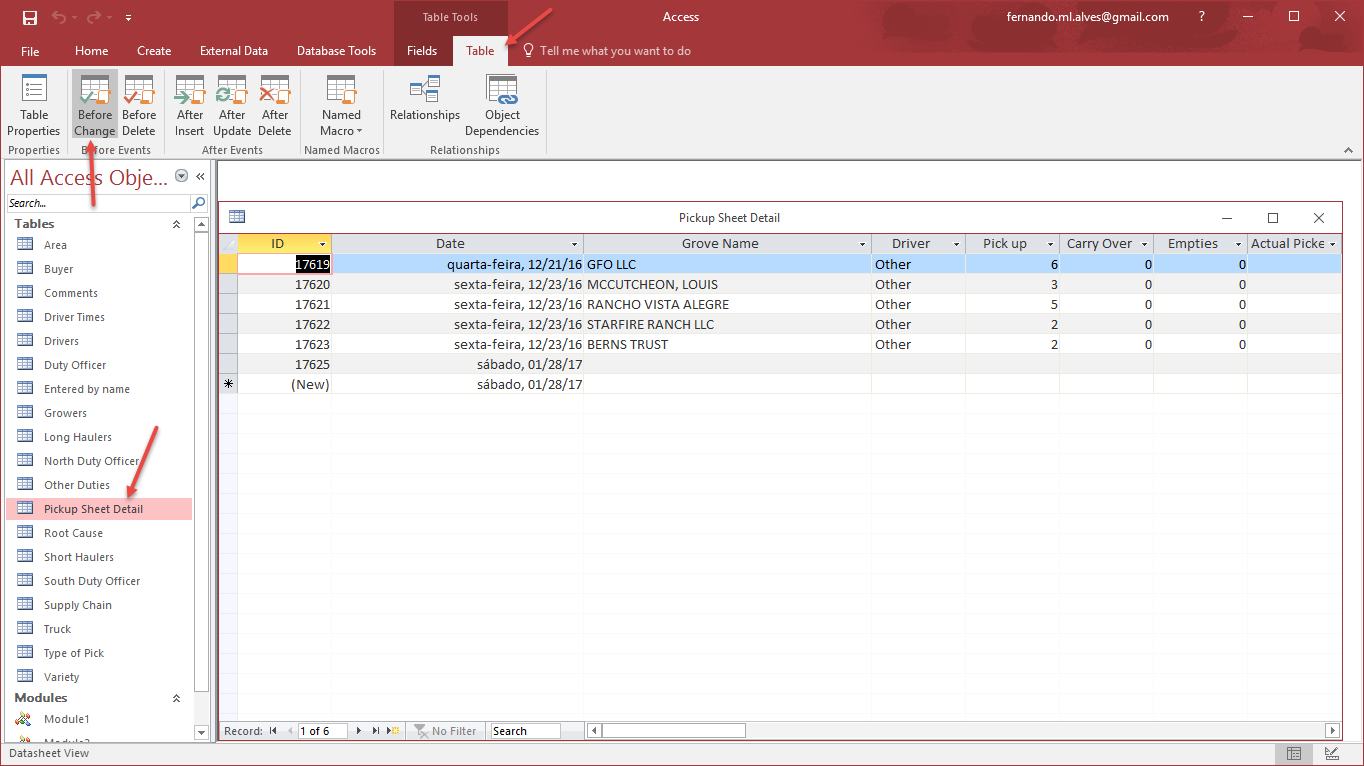 Table Tools
Access
fernando.ml.alves@gmail.com
?
File
Home
Create
External Data
Database Tools
Fields
Table
Tell me what you want to do
Table Properties
Before Change
Before Delete
After Insert
After Update
After Delete
Named Macro
Relationships
Object Dependencies
Properties
Before Events
After Events
Named Macros
Relationships
All Access Obje...
Search...
Tables
Area
Buyer
Comments
Driver Times
Drivers
Duty Officer
Entered by name
Growers
Long Haulers
North Duty Officer
Other Duties
Pickup Sheet Detail
Root Cause
Short Haulers
South Duty Officer
Supply Chain
Truck
Type of Pick
Variety
Modules
Module1
Pickup Sheet Detail
ID Date Grove Name Driver Pick up Carry Over Empties Actual Picke
17619 quarta-feira, 12/21/16 GFO LLC Other 6 0 0
17620 sexta-feira, 12/23/16 MCCUTCHEON, LOUIS Other 3 0 0
17621 sexta-feira, 12/23/16 RANCHO VISTA ALEGRE Other 5 0 0
17622 sexta-feira, 12/23/16 STARFIRE RANCH LLC Other 2 0 0
17623 sexta-feira, 12/23/16 BERNS TRUST Other 2 0 0
17625 sábado, 01/28/17
(New) sábado, 01/28/17
Record: 1 of 6 No Filter Search
Datasheet View